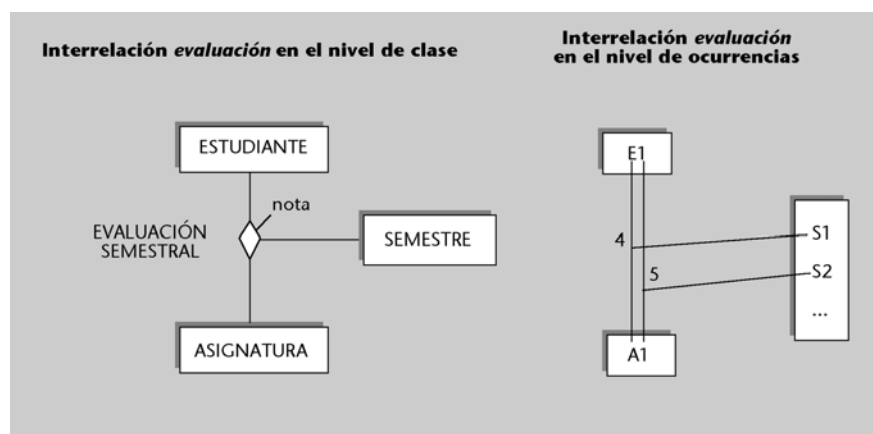 Interrelación evaluación en el nivel de clase
ESTUDIANTE
nota
EVALUACIÓN
SEMESTRAL
SEMESTRE
ASIGNATURA
Interrelación evaluación
en el nivel de ocurrencias
E1
4
5
S1
S2
...
A1